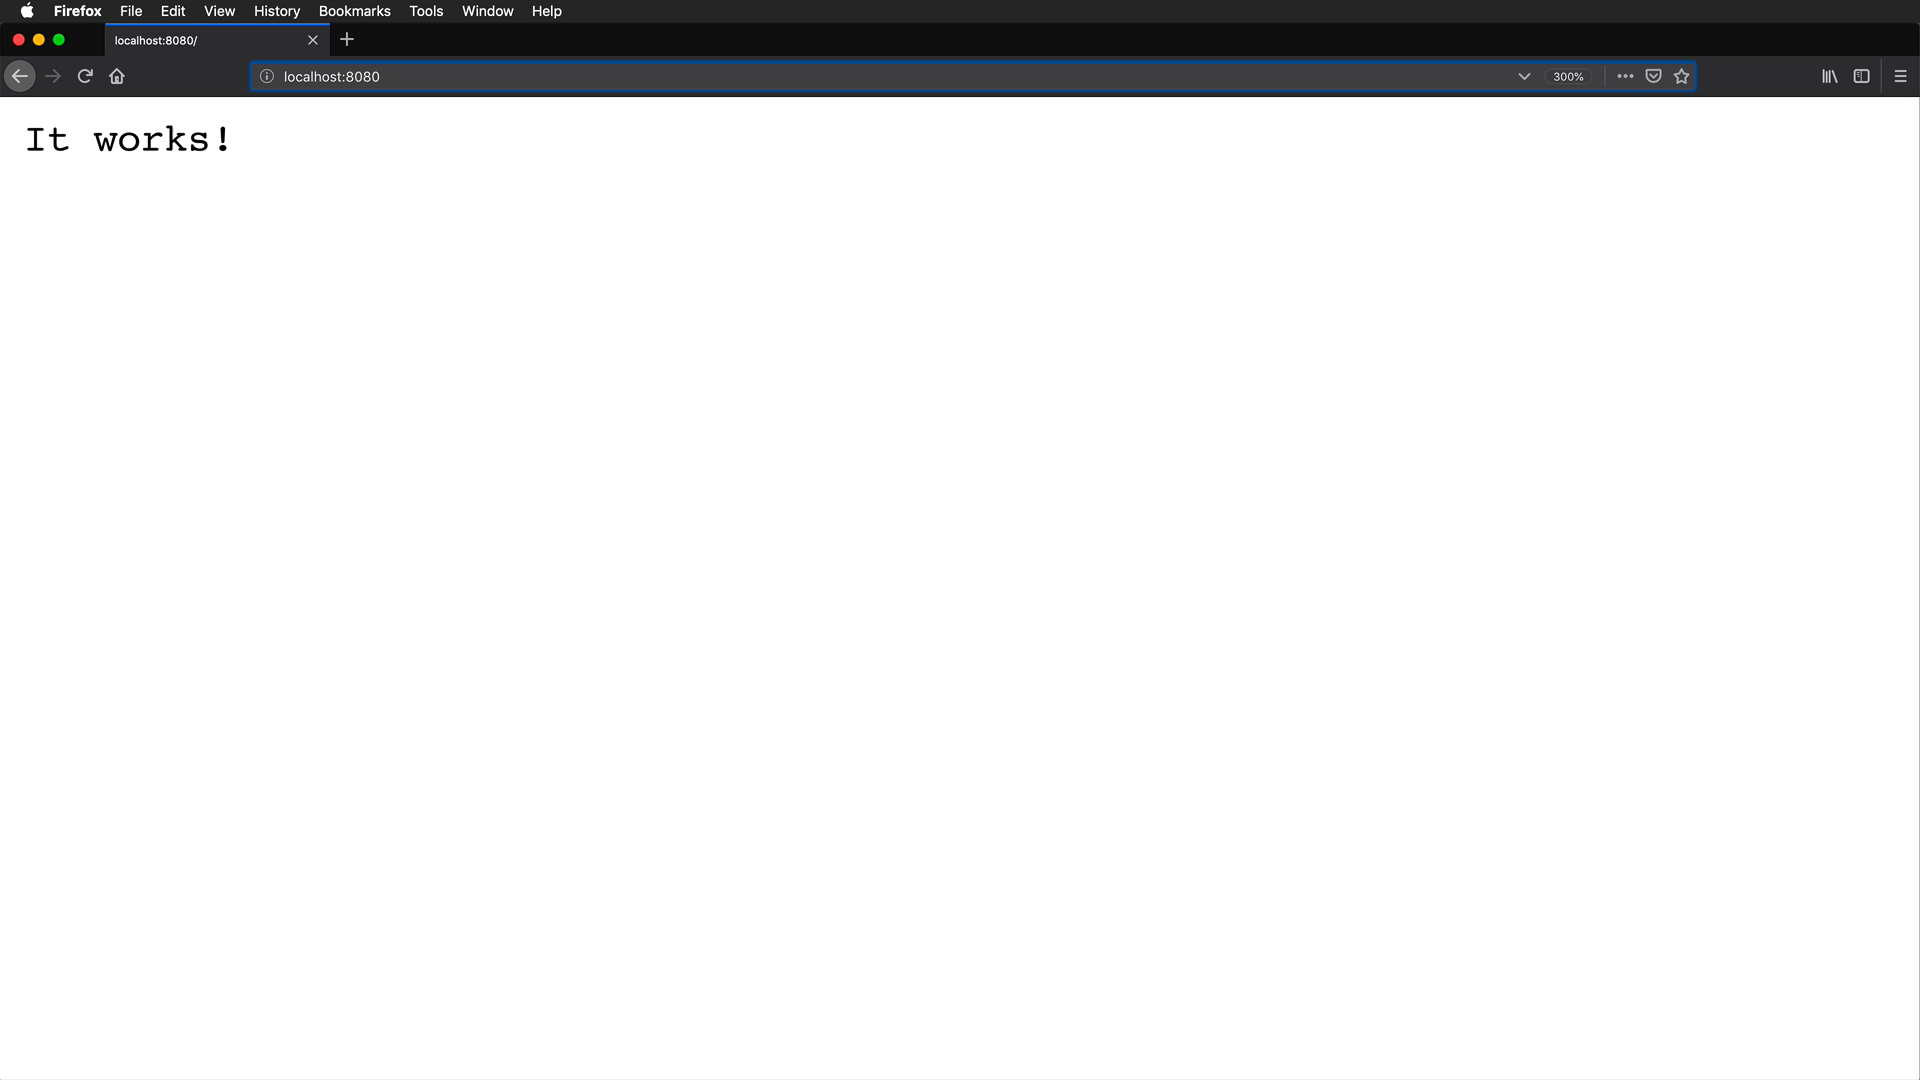 Firefox File Edit View History Bookmarks Tools Window Help
localhost:8080/
localhost:8080 300%
It works!